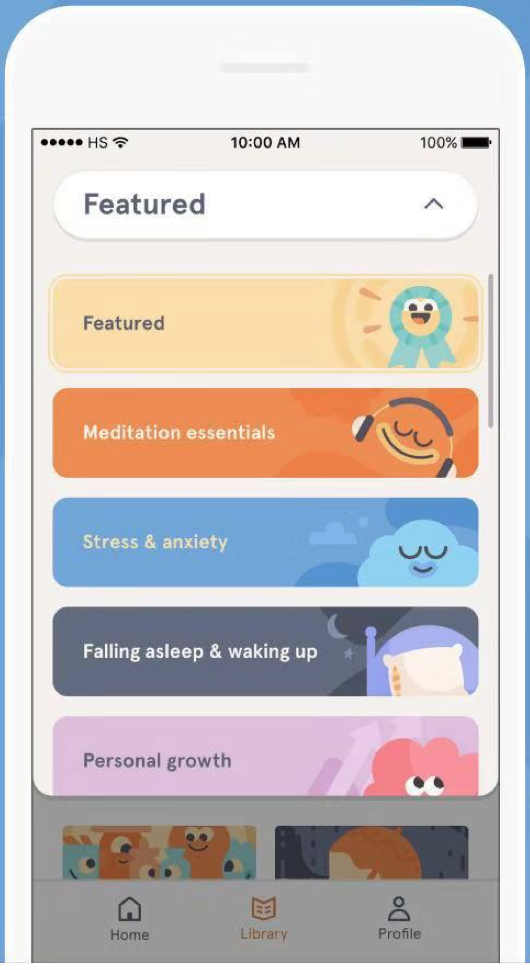 HS 10:00 AM 100%
Featured
Featured
Meditation essentials
Stress & anxiety
Falling asleep & waking up
Personal growth
Home Library Profile